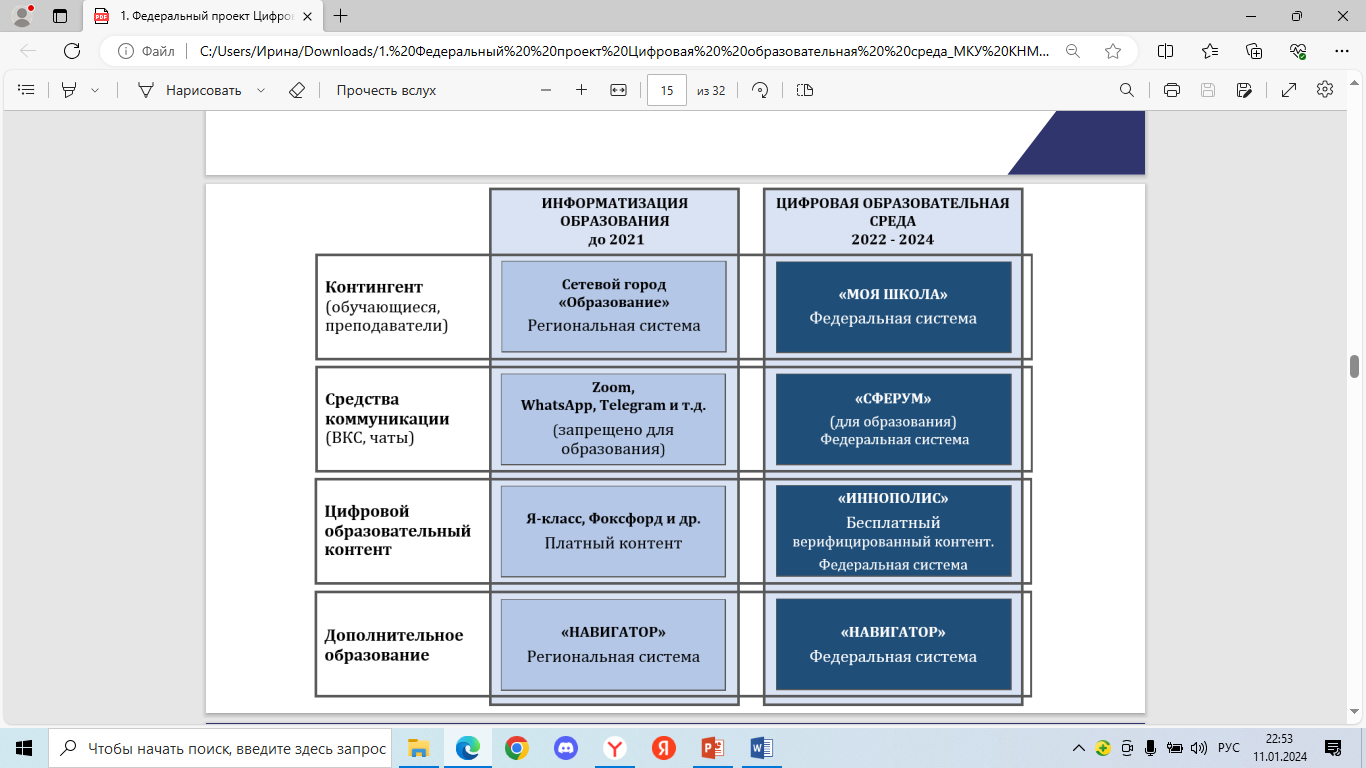 1. Федеральный проект Цифров
Файл
C:/Users/Ирина/Downloads/1.%20Федеральный%20%20проект%20Цифровая%20%20образовательная%20%20среда_МКУ%20КНМ...
Нарисовать
Прочесть вслух
15
из 32
ИНФОРМАТИЗАЦИЯ
ОБРАЗОВАНИЯ
до 2021
ЦИФРОВАЯ ОБРАЗОВАТЕЛЬНАЯ
СРЕДА
2022 - 2024
Контингент
(обучающиеся,
преподаватели)
Сетевой город
«Образование»
Региональная система
«МОЯ ШКОЛА»
Федеральная система
Средства
коммуникации
(ВКС, чаты)
Zoom,
WhatsApp, Telegram и т.д.
(запрещено для
образования)
«СФЕРУМ»
(для образования)
Федеральная система
Цифровой
образовательный
контент
Я-класс, Фоксфорд и др.
Платный контент
«ИННОПОЛИС»
Бесплатный
верифицированный контент.
Федеральная система
Дополнительное
образование
«НАВИГАТОР»
Региональная система
«НАВИГАТОР»
Федеральная система
Чтобы начать поиск, введите здесь запрос
РУС
22:53
11.01.2024